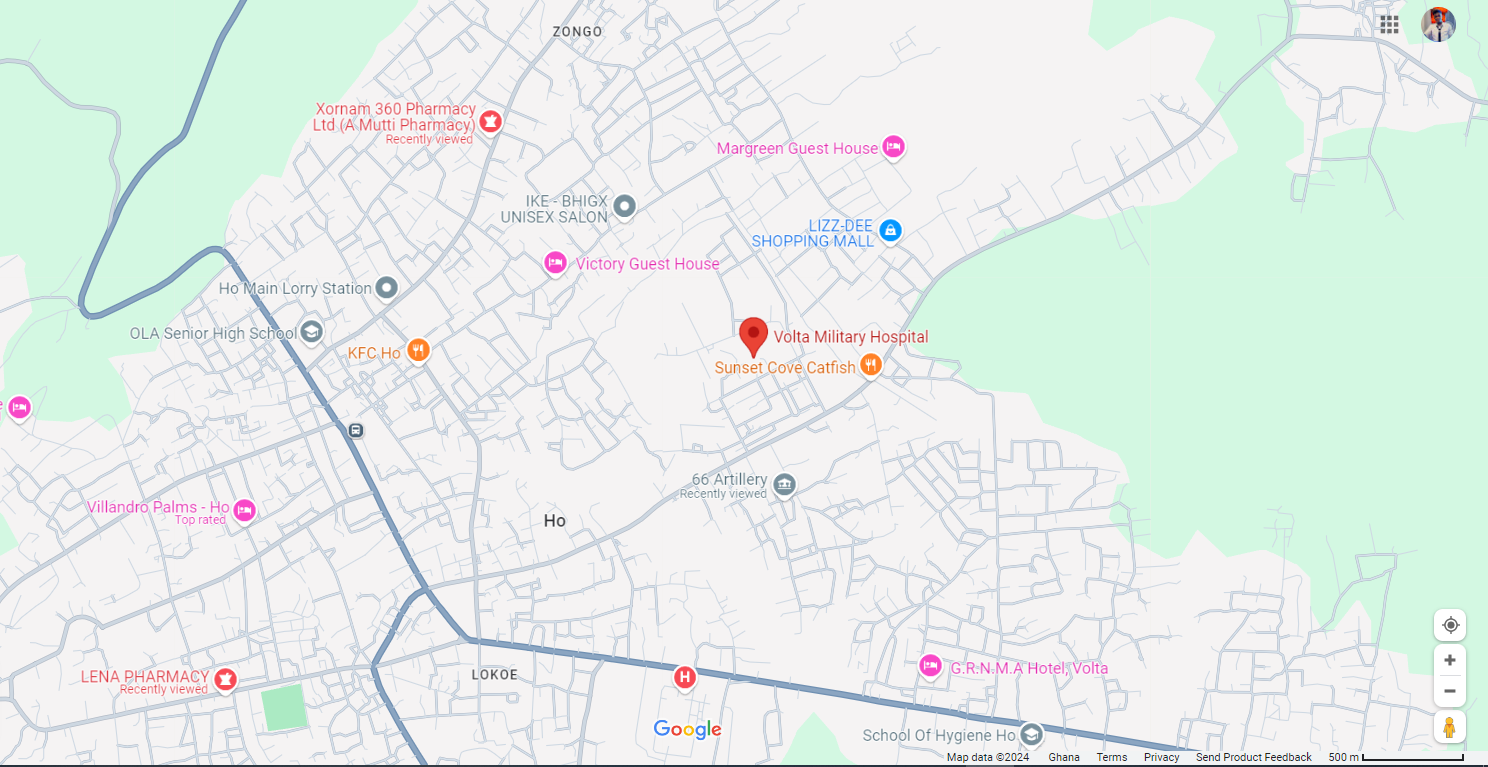 ZONGO
Xornam 360 Pharmacy
Ltd (A Mutti Pharmacy)
Recently viewed
Margreen Guest House
IKE - BHIGX
UNISEX SALON
LIZZ-DEE
SHOPPING MALL
Victory Guest House
Ho Main Lorry Station
OLA Senior High School
KFC Ho
Volta Military Hospital
Sunset Cove Catfish
e
66 Artillery
Recently viewed
Villandro Palms - Ho
Top rated
Ho
LENA PHARMACY
Recently viewed
LOKOE
H
G.R.N.M.A Hotel, Volta
Google
School Of Hygiene Ho
Map data ©2024 Ghana Terms Privacy Send Product Feedback 500 m